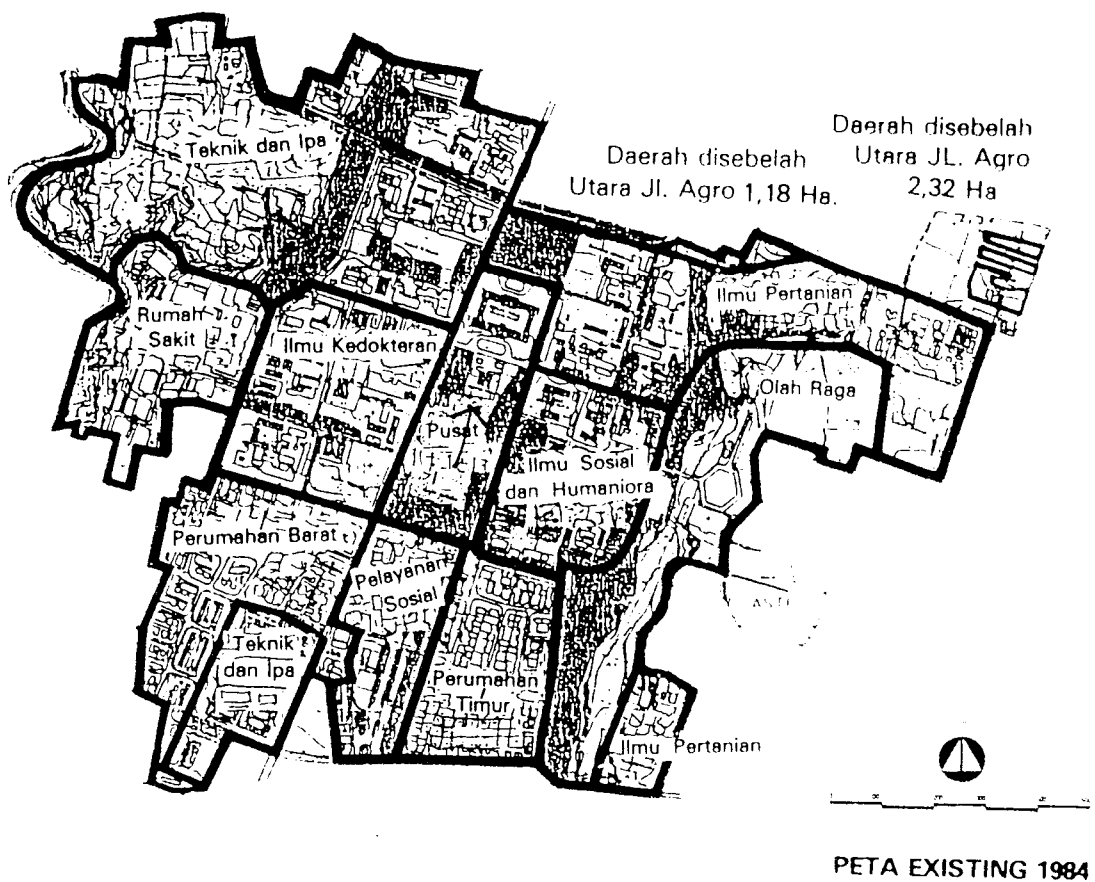 Daerah disebelah
Utara JL. Agro
2,32 Ha
Daerah disebelah
Utara Jl. Agro 1,18 Ha.
Teknik dan Ipa
Ilmu Pertanian
Rumah
Sakit
Ilmu Kedokteran
Olah Raga
Pusat
Ilmu Sosial
dan Humaniora
Perumahan Barat
Pelayanan
Sosial
Teknik
dan Ipa
Perumahan
Timur
Ilmu Pertanian
PETA EXISTING 1984